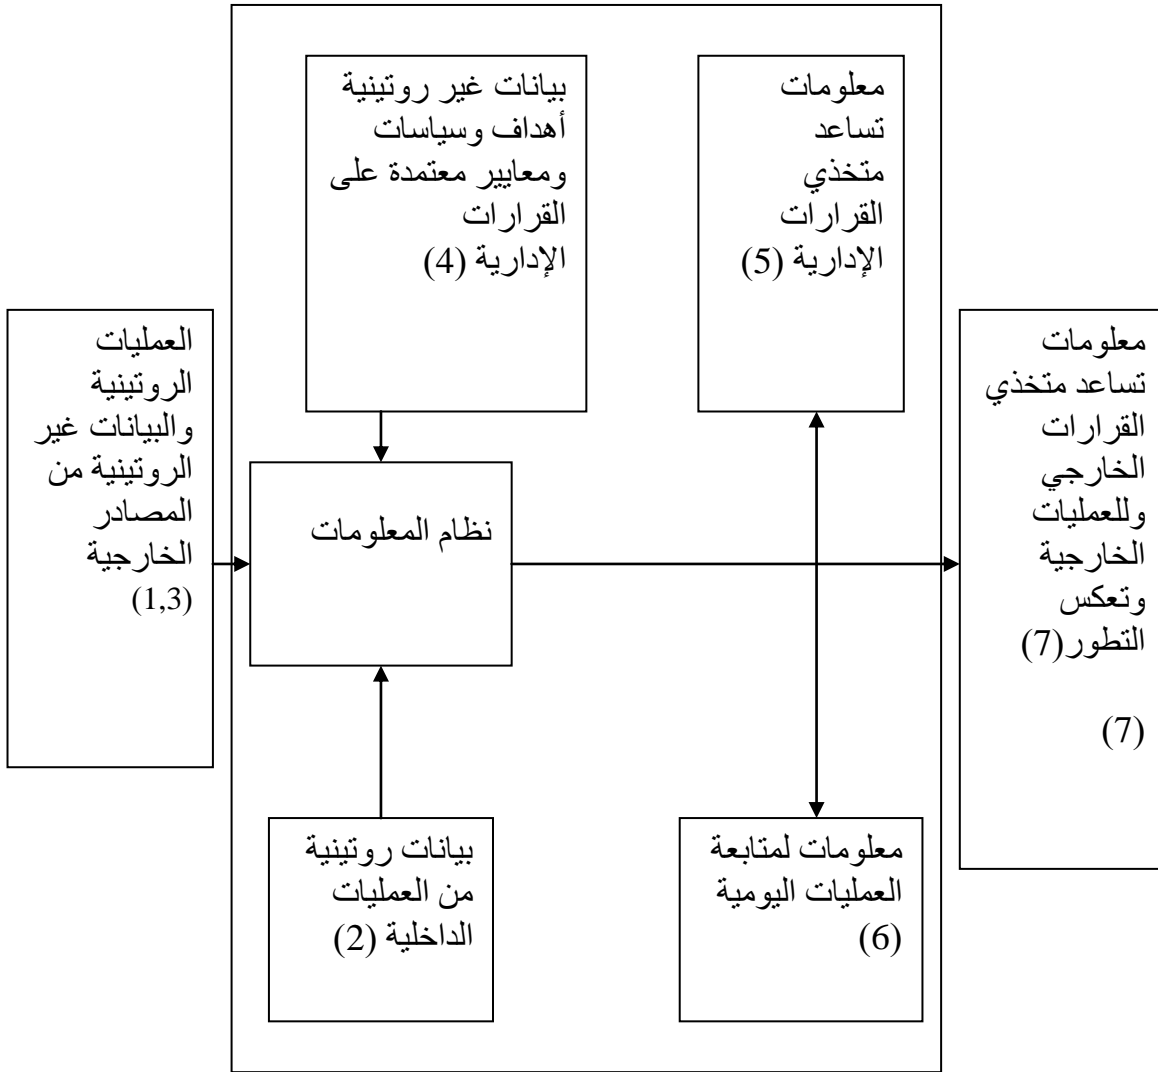 بيانات غير روتينية
أهداف وسياسات
ومعايير معتمدة على
القرارات
الإدارية (4)
معلومات
تساعد
متخذي
القرارات
الإدارية (5)
العمليات
الروتينية
والبيانات غير
الروتينية من
المصادر
الخارجية
(1,3)
نظام المعلومات
معلومات
تساعد متخذي
القرارات
الخارجي
وللعمليات
الخارجية
وتعكس
التطور(7)
(7)
بيانات روتينية
من العمليات
الداخلية (2)
معلومات لمتابعة
العمليات اليومية
(6)